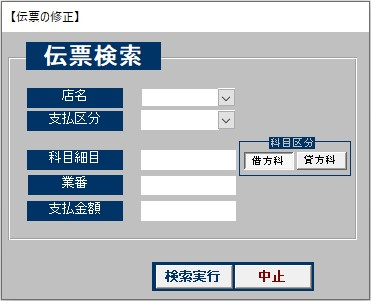 【伝票の修正】
伝票検索
店名
支払区分
科目区分
科目細目
借方科
貸方科
業番
支払金額
検索実行
中止